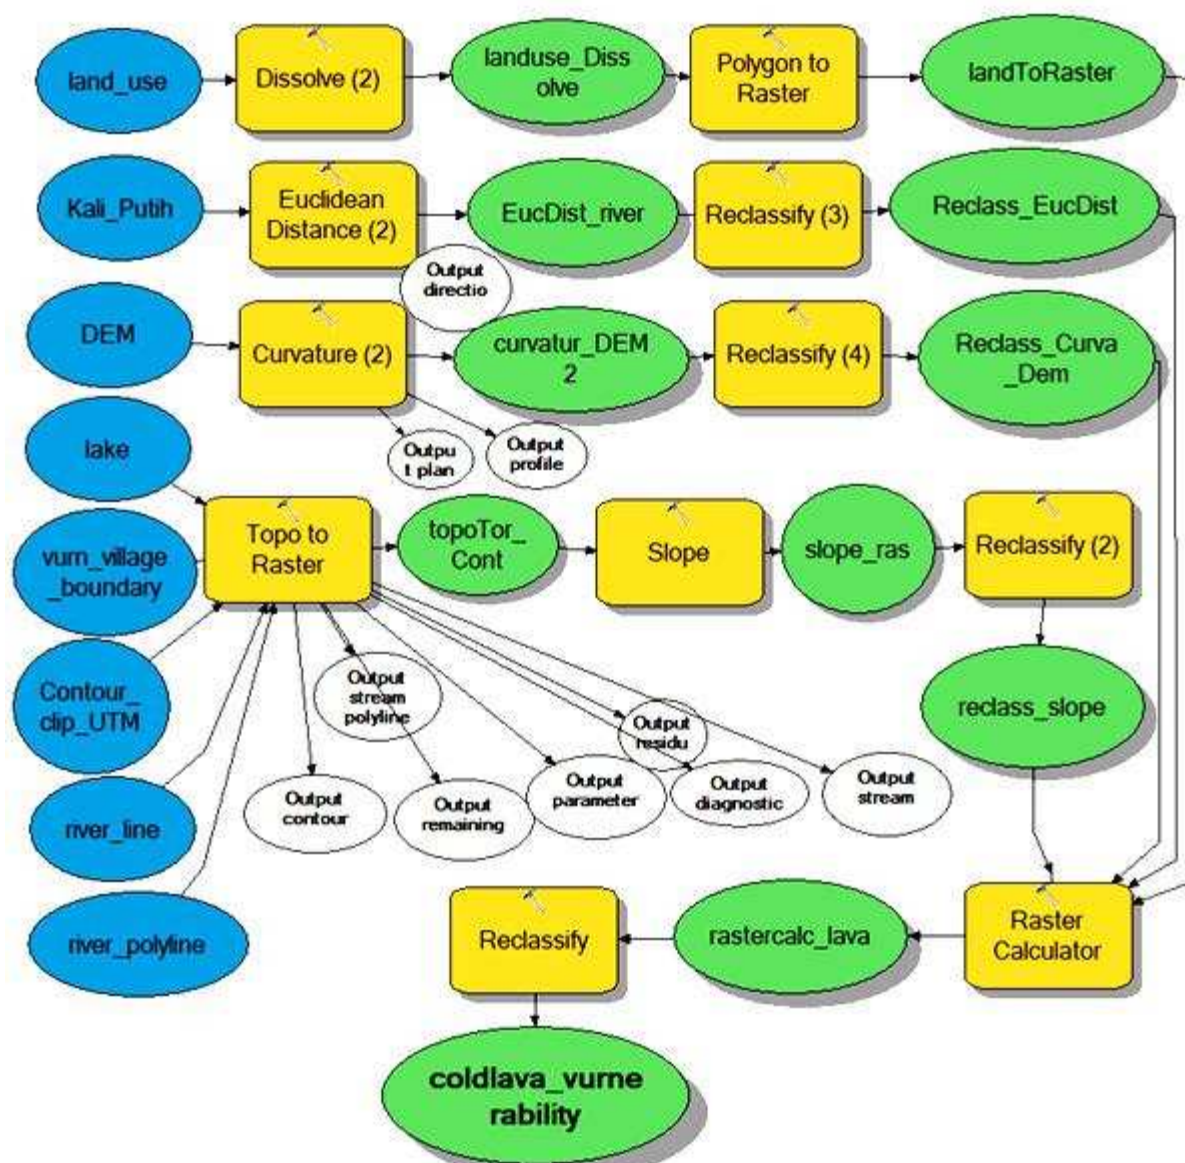 land_use
Dissolve (2)
landuse_Diss
olve
Polygon to
Raster
landToRaster
Kali_Putih
Euclidean
Distance (2)
EucDist_river
Reclassify (3)
Reclass_EucDist
Output
directio
DEM
Curvature (2)
curvatur_DEM
2
Reclassify (4)
Reclass_Curva
_Dem
Outpu
t plan
Output
profile
lake
vurn_village
_boundary
Topo to
Raster
topoTor_
Cont
Slope
slope_ras
Reclassify (2)
Contour_
clip_UTM
Output
stream
polyline
Output
residu
reclass_slope
river_line
Output
contour
Output
remaining
Output
parameter
Output
diagnostic
Output
stream
river_polyline
Reclassify
rastercalc_lava
Raster
Calculator
coldlava_vurne
rability